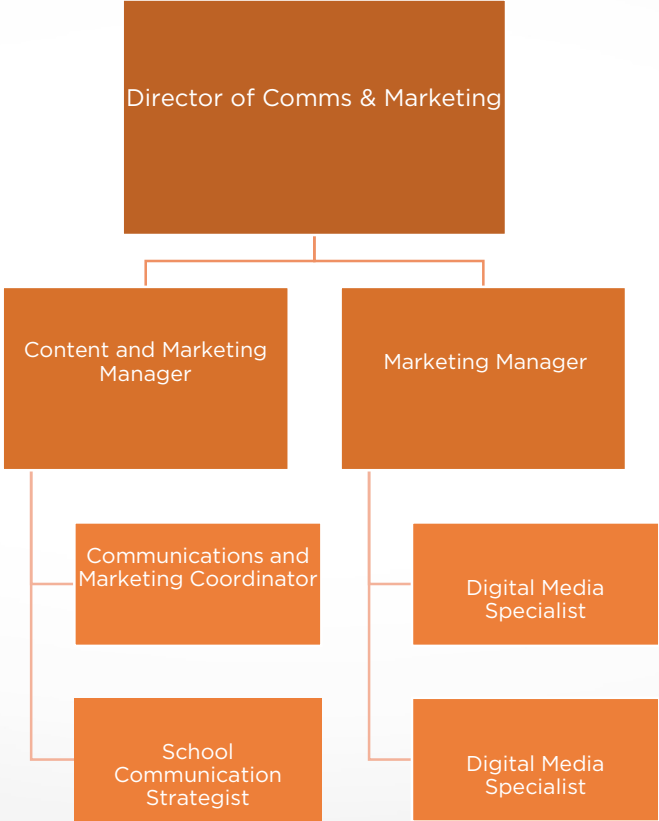 Director of Comms & Marketing
Content and Marketing
Manager
Marketing Manager
Communications and
Marketing Coordinator
Digital Media
Specialist
School
Communication
Strategist
Digital Media
Specialist